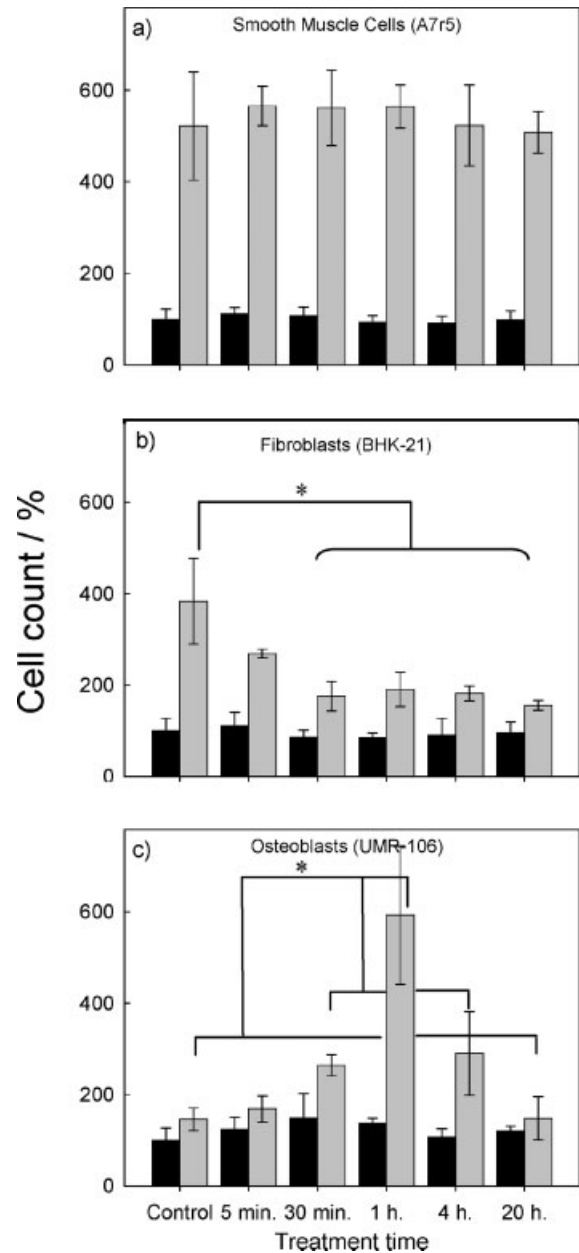 a) Smooth Muscle Cells (A7r5)
600
400
200
0
b) Fibroblasts (BHK-21)
*
600
400
200
0
Cell count / %
c) Osteoblasts (UMR-106)
*
600
400
200
0
Control 5 min. 30 min. 1 h. 4 h. 20 h.
Treatment time